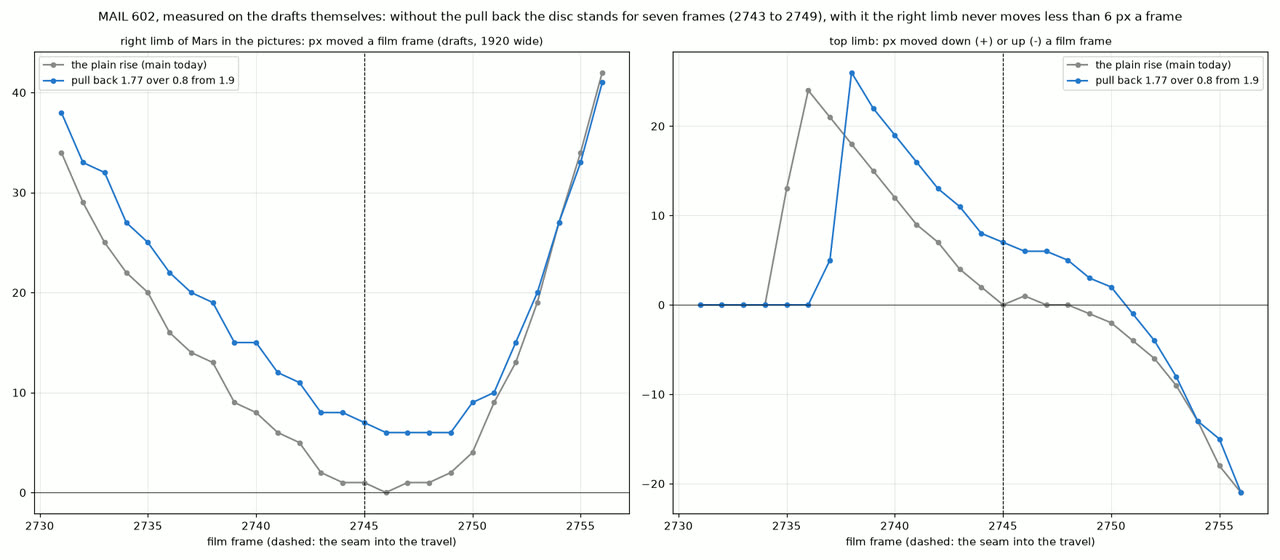 MAIL 602, measured on the drafts themselves: without the pull back the disc stands for seven frames (2743 to 2749), with it the right limb never moves less than 6 px a frame
right limb of Mars in the pictures: px moved a film frame (drafts, 1920 wide)
the plain rise (main today)
pull back 1.77 over 0.8 from 1.9
40
30
20
10
0
2730 2735 2740 2745 2750 2755
film frame (dashed: the seam into the travel)
top limb: px moved down (+) or up (-) a film frame
the plain rise (main today)
pull back 1.77 over 0.8 from 1.9
20
10
0
−10
−20
2730 2735 2740 2745 2750 2755
film frame (dashed: the seam into the travel)